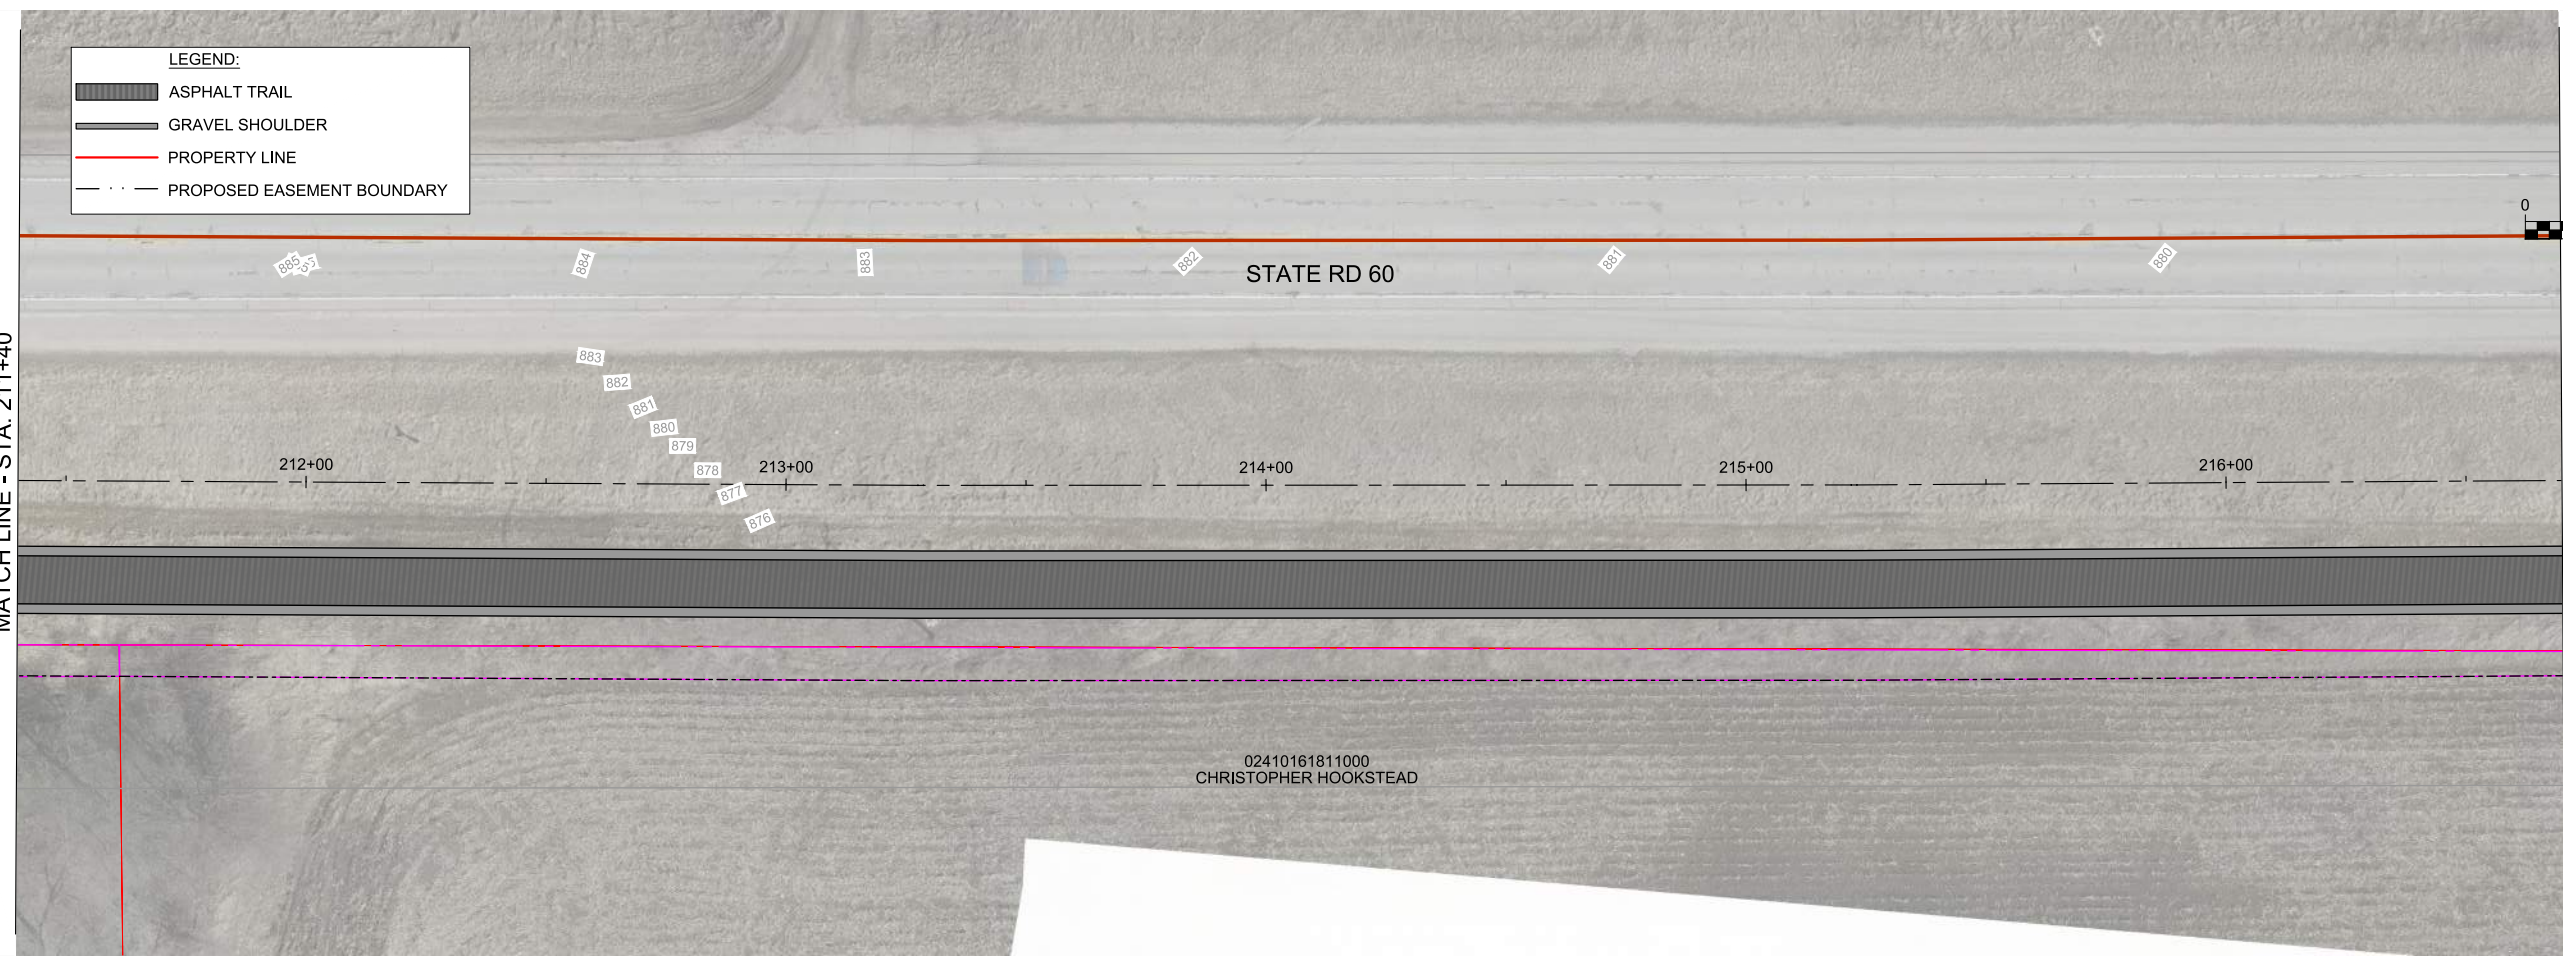 LEGEND:
ASPHALT TRAIL
GRAVEL SHOULDER
PROPERTY LINE
PROPOSED EASEMENT BOUNDARY
0
885
884
883
882
881
880
STATE RD 60
883
882
881
880
879
878
877
876
MATCH LINE - STA. 211+40
212+00
213+00
214+00
215+00
216+00
02410161811000
CHRISTOPHER HOOKSTEAD